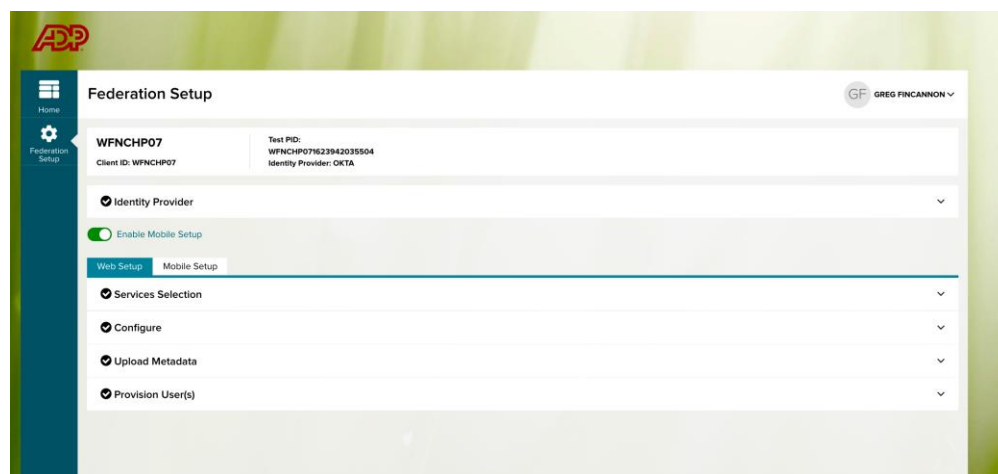 ADP
Home
Federation
Setup
Federation Setup
GF GREG FINCANNON
WFNCHP07
Client ID: WFNCHP07
Test PID:
WFNCHP071623942035504
Identity Provider: OKTA
Identity Provider
Enable Mobile Setup
Web Setup Mobile Setup
Services Selection
Configure
Upload Metadata
Provision User(s)